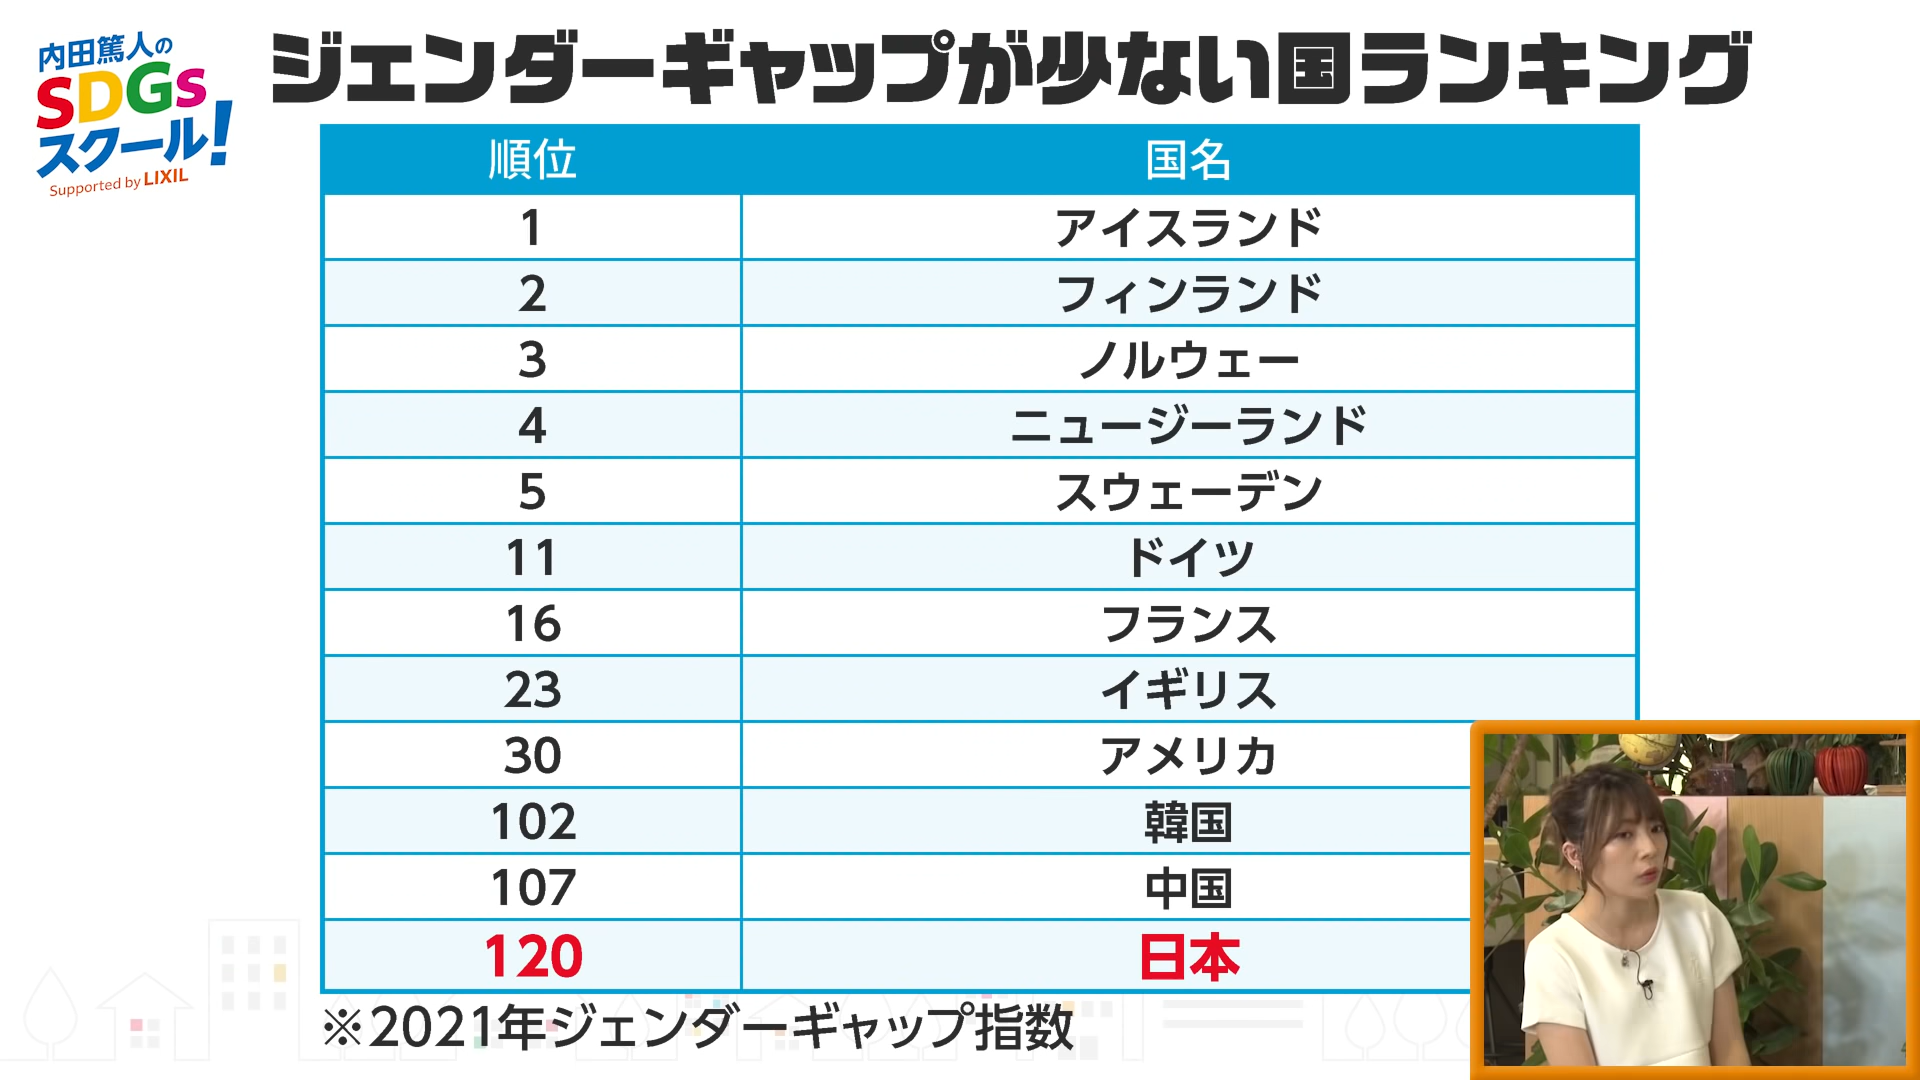 内田篤人の
SDGs
スクール!
Supported by LIXIL
ジェンダーギャップが少ない国ランキング
順位 国名
1 アイスランド
2 フィンランド
3 ノルウェー
4 ニュージーランド
5 スウェーデン
11 ドイツ
16 フランス
23 イギリス
30 アメリカ
102 韓国
107 中国
120 日本
※2021年ジェンダーギャップ指数